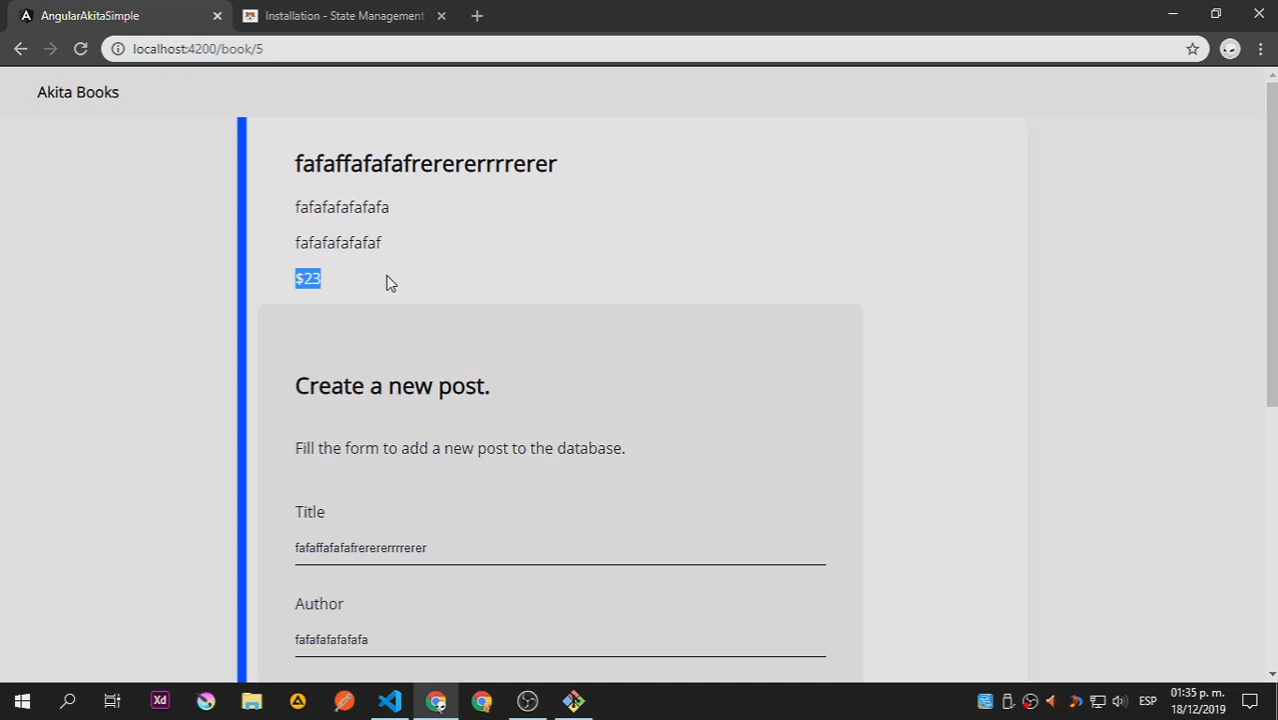 AngularAkitaSimple
Installation - State Management
localhost:4200/book/5
Akita Books
fafaffafafafrerererrrrerer
fafafafafafafa
fafafafafafaf
$23
Create a new post.
Fill the form to add a new post to the database.
Title
fafaffafafafrerererrrrerer
Author
fafafafafafafa
Xd
ESP
01:35 p. m.
18/12/2019